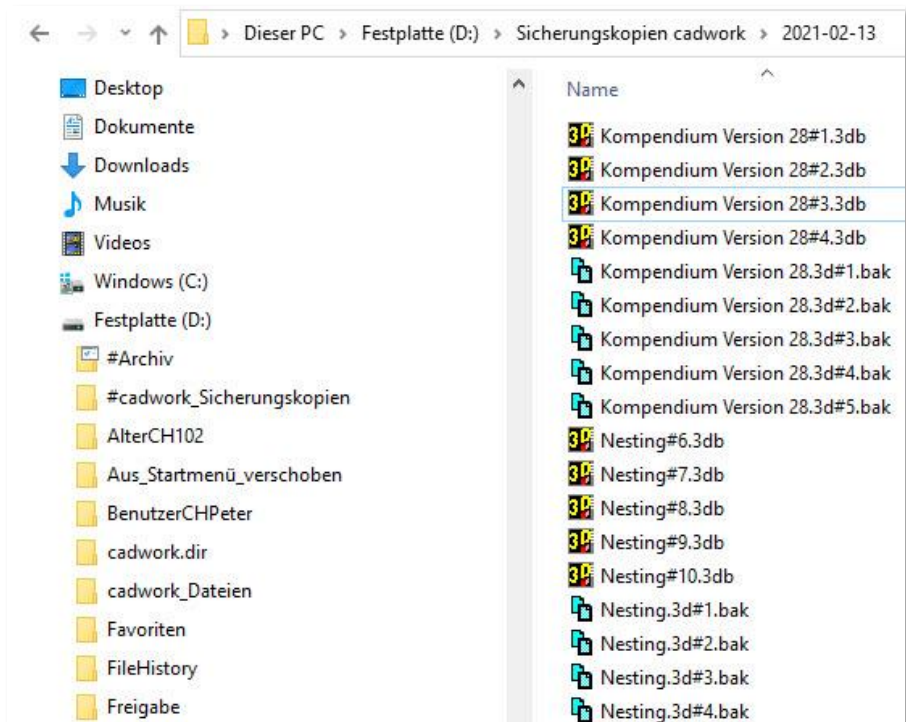 Dieser PC > Festplatte (D:) > Sicherungskopien cadwork > 2021-02-13
Desktop
Dokumente
Downloads
Musik
Videos
Windows (C:)
Festplatte (D:)
#Archiv
#cadwork_Sicherungskopien
AlterCH102
Aus_Startmenü_verschoben
BenutzerCHPeter
cadwork.dir
cadwork_Dateien
Favoriten
FileHistory
Freigabe
Name
Kompendium Version 28#1.3db
Kompendium Version 28#2.3db
Kompendium Version 28#3.3db
Kompendium Version 28#4.3db
Kompendium Version 28.3d#1.bak
Kompendium Version 28.3d#2.bak
Kompendium Version 28.3d#3.bak
Kompendium Version 28.3d#4.bak
Kompendium Version 28.3d#5.bak
Nesting#6.3db
Nesting#7.3db
Nesting#8.3db
Nesting#9.3db
Nesting#10.3db
Nesting.3d#1.bak
Nesting.3d#2.bak
Nesting.3d#3.bak
Nesting.3d#4.bak